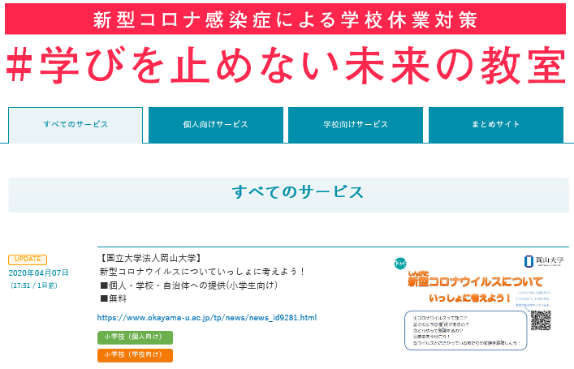 新型コロナ感染症による学校休業対策
#学びを止めない未来の教室
すべてのサービス
個人向けサービス
学校向けサービス
まとめサイト
すべてのサービス
UPDATE
2020年04月07日
(17:51 / 1日前)
【国立大学法人岡山大学】
新型コロナウイルスについていっしょに考えよう！
■個人・学校・自治体への提供(小学生向け)
■無料
https://www.okayama-u.ac.jp/tp/news/news_id9281.html
小学校（個人向け）
小学校（学校向け）
岡山大学
新型コロナウイルスについて
いっしょに考えよう！